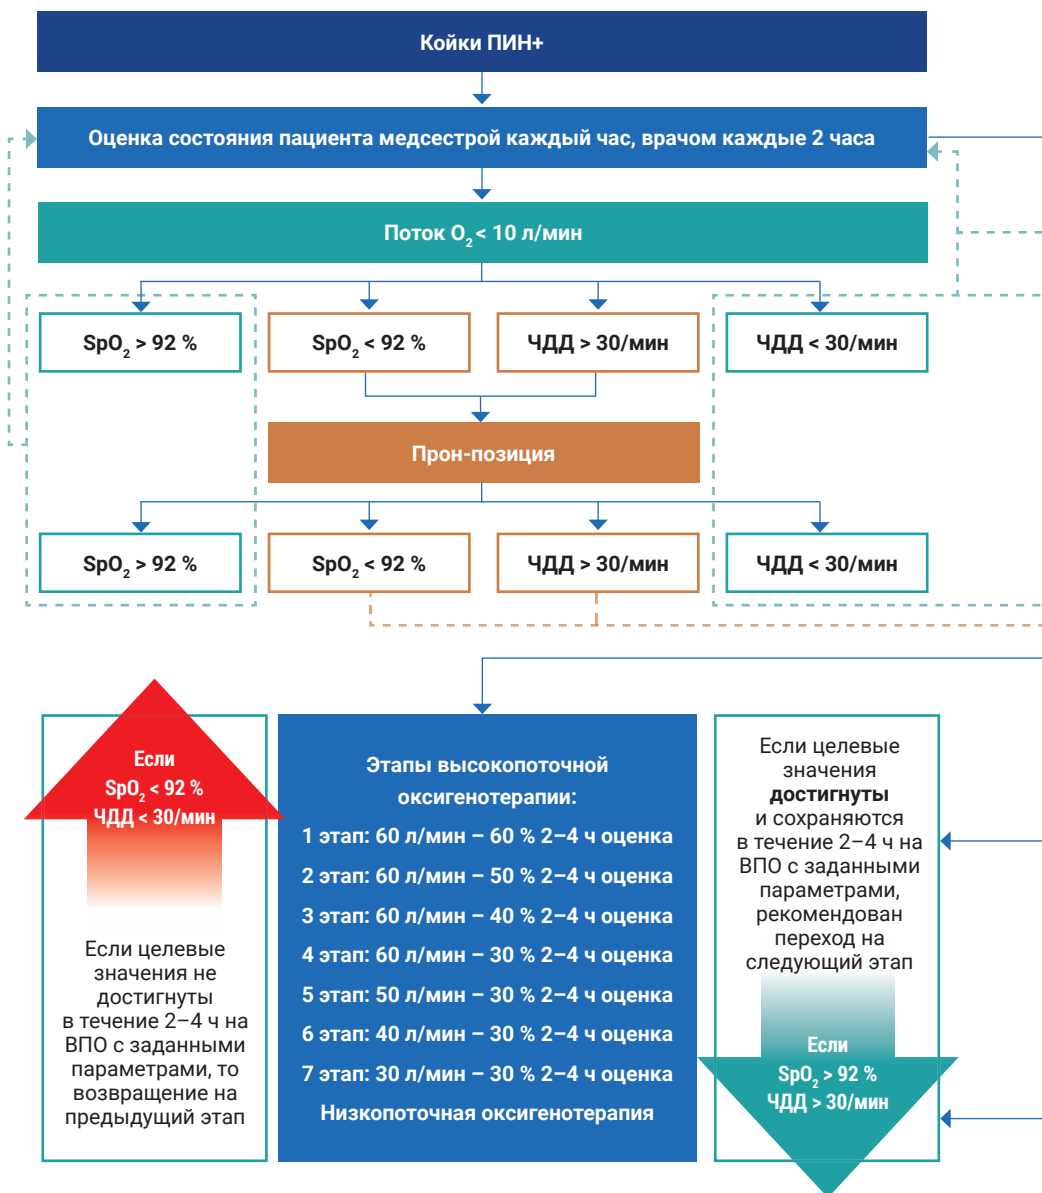 Койки ПИН+
Оценка состояния пациента медсестрой каждый час, врачом каждые 2 часа
Поток O₂ < 10 л/мин
SpO₂ > 92 %
SpO₂ < 92 %
ЧДД > 30/мин
ЧДД < 30/мин
Прон-позиция
SpO₂ > 92 %
SpO₂ < 92 %
ЧДД > 30/мин
ЧДД < 30/мин
Если
SpO₂ < 92 %
ЧДД < 30/мин
Если целевые
значения не
достигнуты
в течение 2–4 ч на
ВПО с заданными
параметрами, то
возвращение на
предыдущий этап
Этапы высокопоточной
оксигенотерапии:
1 этап: 60 л/мин – 60 % 2–4 ч оценка
2 этап: 60 л/мин – 50 % 2–4 ч оценка
3 этап: 60 л/мин – 40 % 2–4 ч оценка
4 этап: 60 л/мин – 30 % 2–4 ч оценка
5 этап: 50 л/мин – 30 % 2–4 ч оценка
6 этап: 40 л/мин – 30 % 2–4 ч оценка
7 этап: 30 л/мин – 30 % 2–4 ч оценка
Низкопоточная оксигенотерапия
Если целевые
значения
достигнуты
и сохраняются
в течение 2–4 ч на
ВПО с заданными
параметрами,
рекомендован
переход на
следующий этап
Если
SpO₂ > 92 %
ЧДД > 30/мин